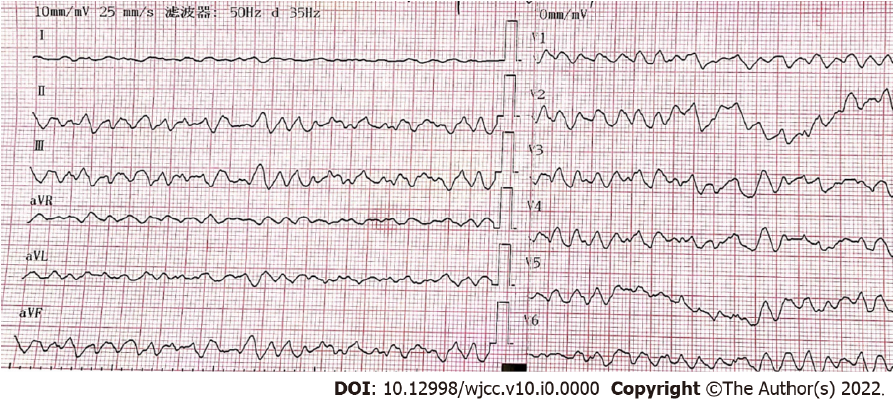 10mm/mV 25 mm/s 滤波器: 50Hz d 35Hz
I
II
III
aVR
aVL
aVF
0mm/mV
V1
V2
V3
V4
V5
V6
DOI: 10.12998/wjcc.v10.i0.0000 Copyright ©The Author(s) 2022.